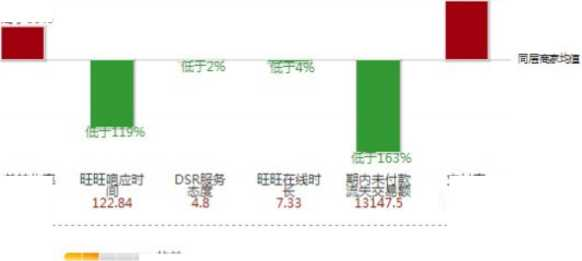 同层商家均值
低于2%
低于4%
低于119%
低于163%
旺旺响应时间
122.84
DSR服务态度
4.8
旺旺在线时长
7.33
期内未付款流失交易额
13147.5